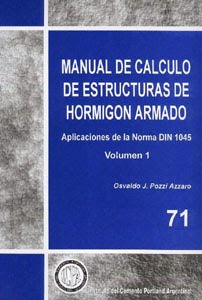 MANUAL DE CALCULO
DE ESTRUCTURAS DE
HORMIGON ARMADO
Aplicaciones de la Norma DIN 1045
Volumen 1
Osvaldo J. Pozzi Azzaro
71
Instituto del Cemento Portland Argentino